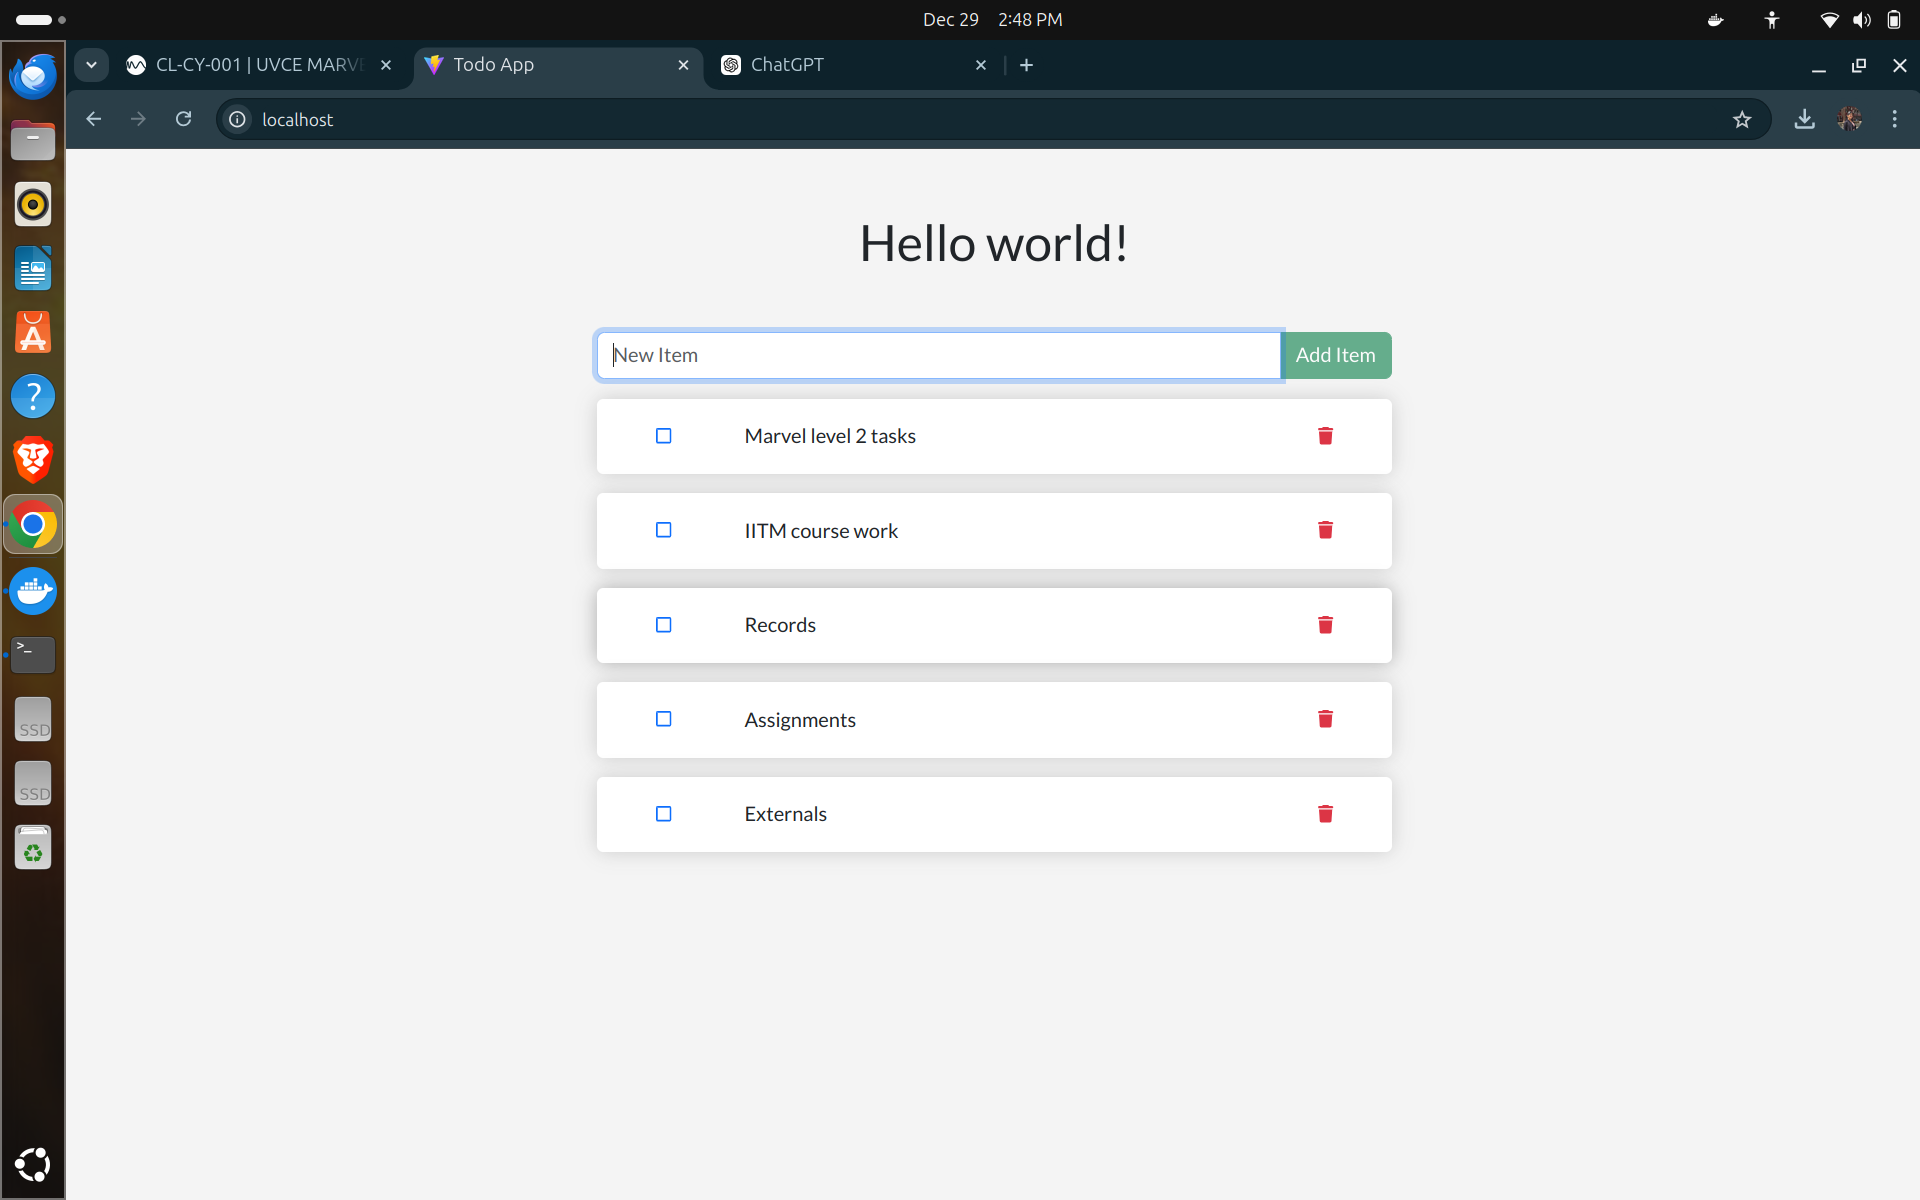 Dec 29 2:48 PM
CL-CY-001 | UVCE MARVE
Todo App
ChatGPT
localhost
Hello world!
New Item
Add Item
Marvel level 2 tasks
IITM course work
Records
Assignments
Externals
SSD
SSD